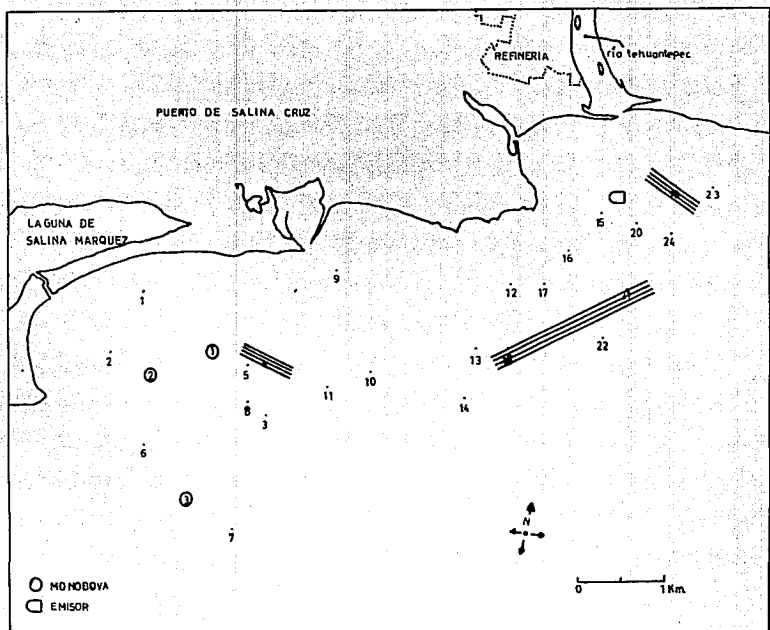 REFINERIA
río tehuantepec
PUERTO DE SALINA CRUZ
LAGUNA DE
SALINA MARQUEZ
23
15
20
24
16
9
12
17
1
21
22
2
1
2
5
13
10
11
14
8
3
6
3
7
N
MONOBOYA
EMISOR
0
1 Km.